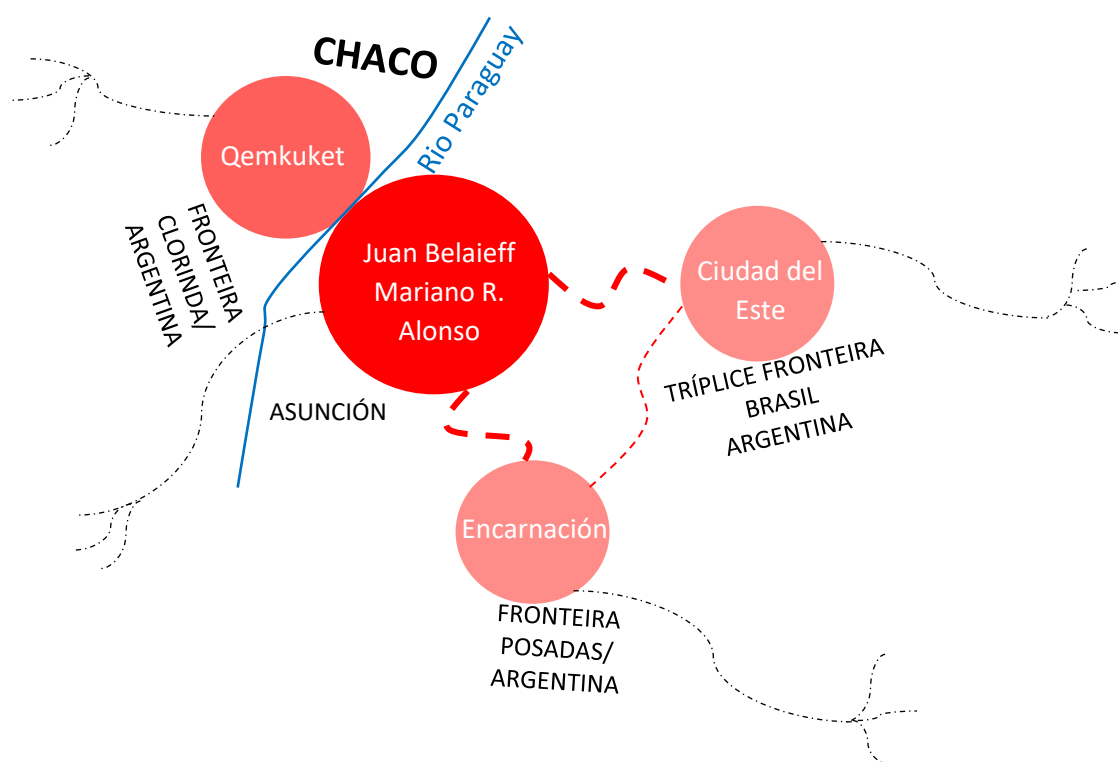 CHACO
Rio Paraguay
Qemkuket
FRONTEIRA
CLORINDA/
ARGENTINA
Juan Belaieff
Mariano R.
Alonso
Ciudad del
Este
TRÍPLICE FRONTEIRA
BRASIL
ARGENTINA
ASUNCIÓN
Encarnación
FRONTEIRA
POSADAS/
ARGENTINA